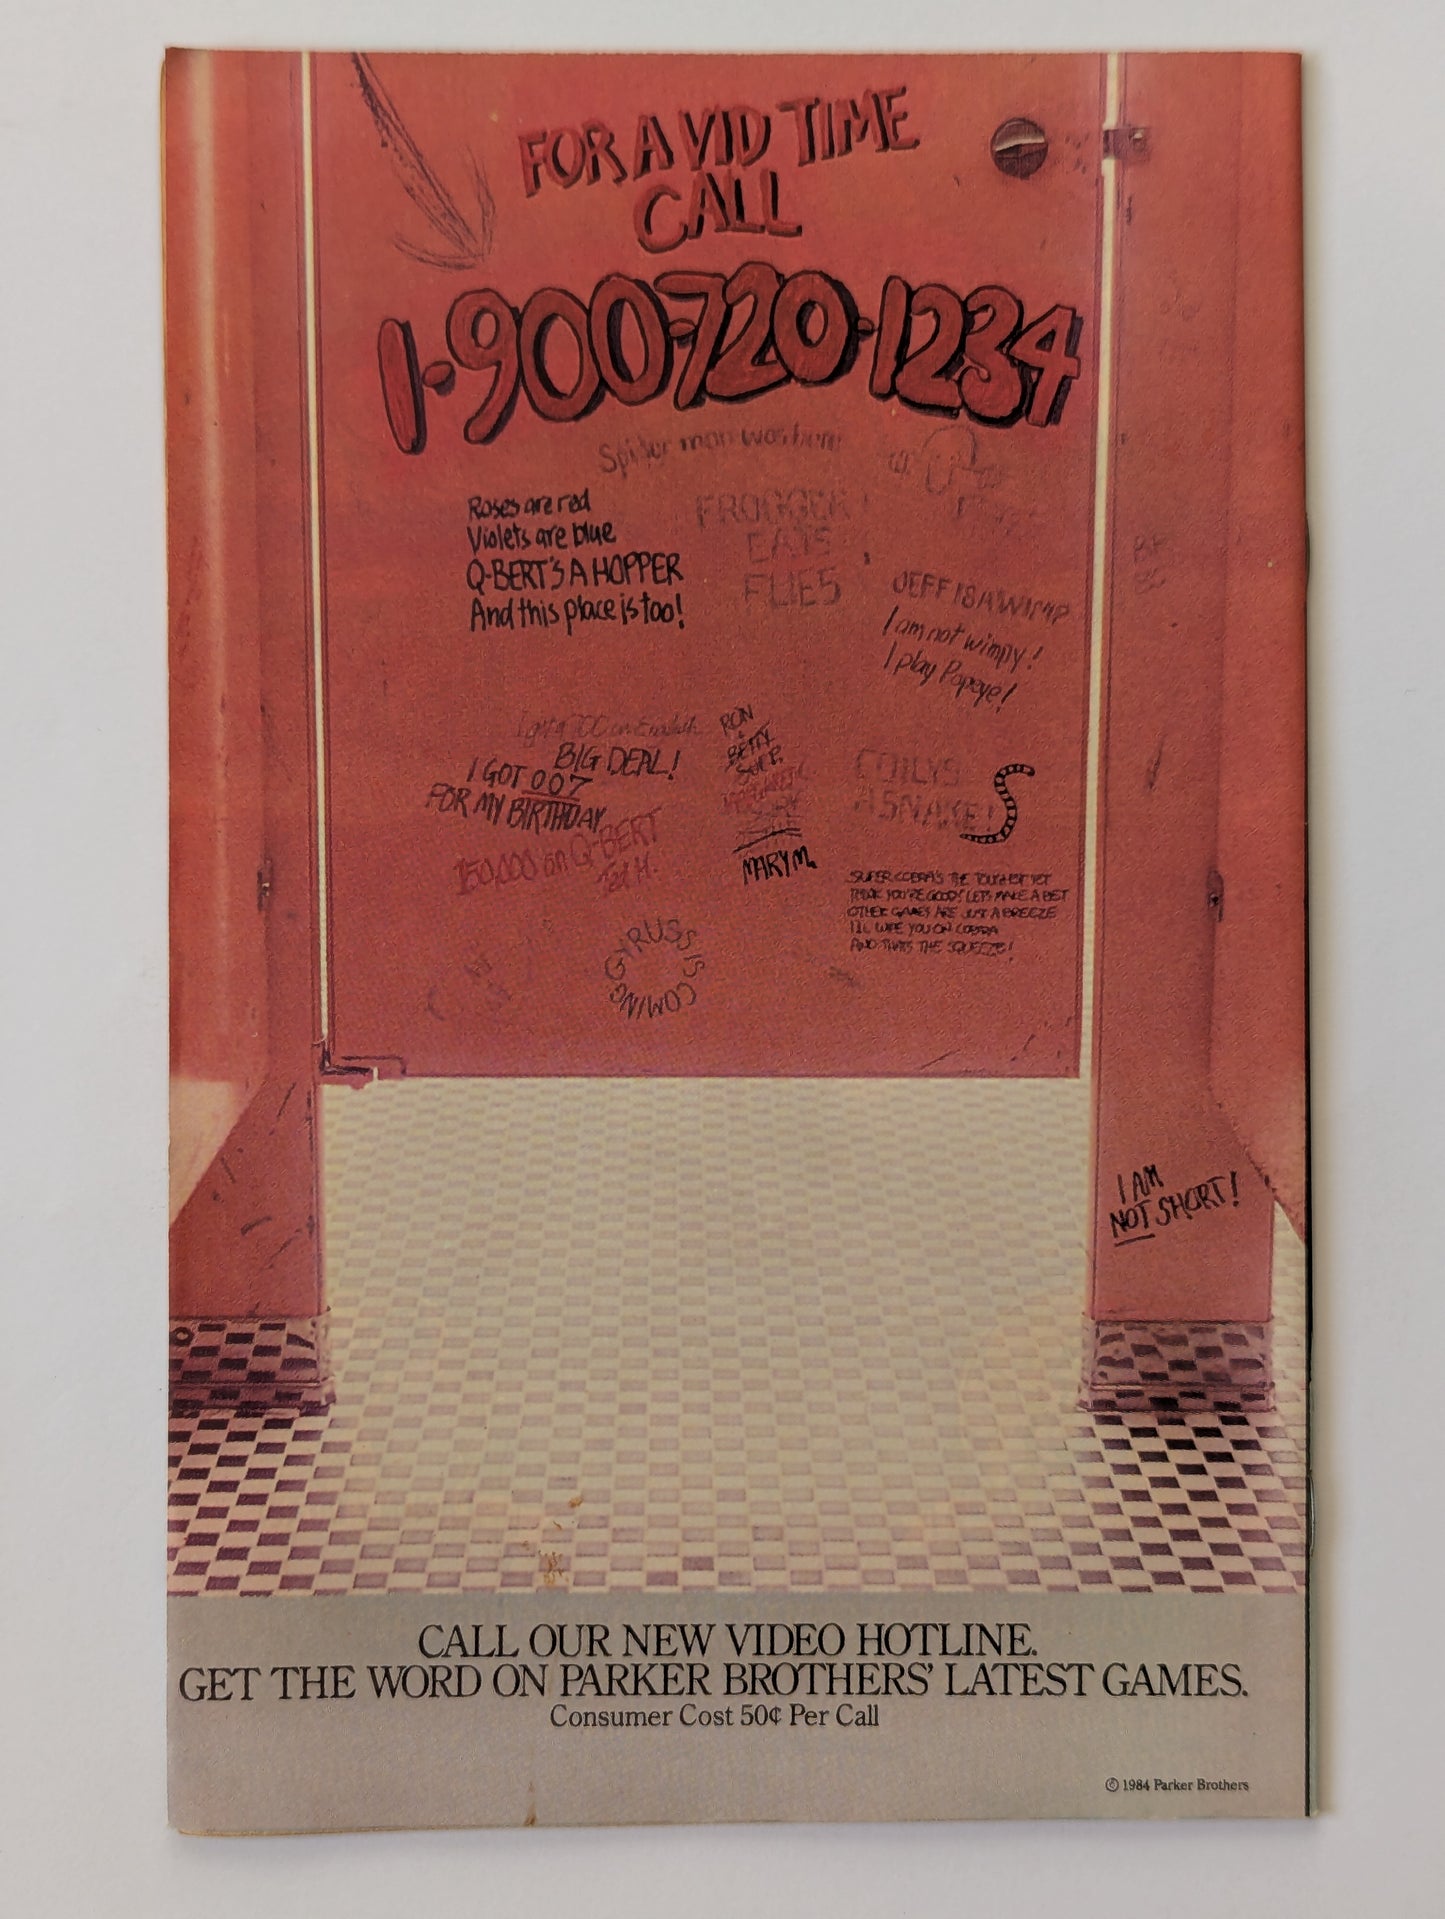 FOR A VID TIME
CALL
1-900-720-1234
Spider man was here
Roses are red
Violets are blue
Q-BERT'S A HOPPER
And this place is too!
FROGGER
EATS
FLIES
JEFF IS A WIMP
I am not wimpy!
I play Popeye!
BIG DEAL!
I GOT 007
FOR MY BIRTHDAY
150,000 on Q-BERT
Ted H.
RON
&
BETTY
SUE B.
MARY M.
COILY'S
A SNAKE!
SUPER COBRA'S THE TOUGHEST YET
THINK YOU'RE GOOD? LET'S MAKE A BET
OTHER GAMES ARE JUST A BREEZE
I'LL WIPE YOU ON COBRA
AND THAT'S THE SQUEEZE!
GYRUSS IS COMING
I AM
NOT SHORT!
CALL OUR NEW VIDEO HOTLINE.
GET THE WORD ON PARKER BROTHERS' LATEST GAMES.
Consumer Cost 50¢ Per Call
© 1984 Parker Brothers